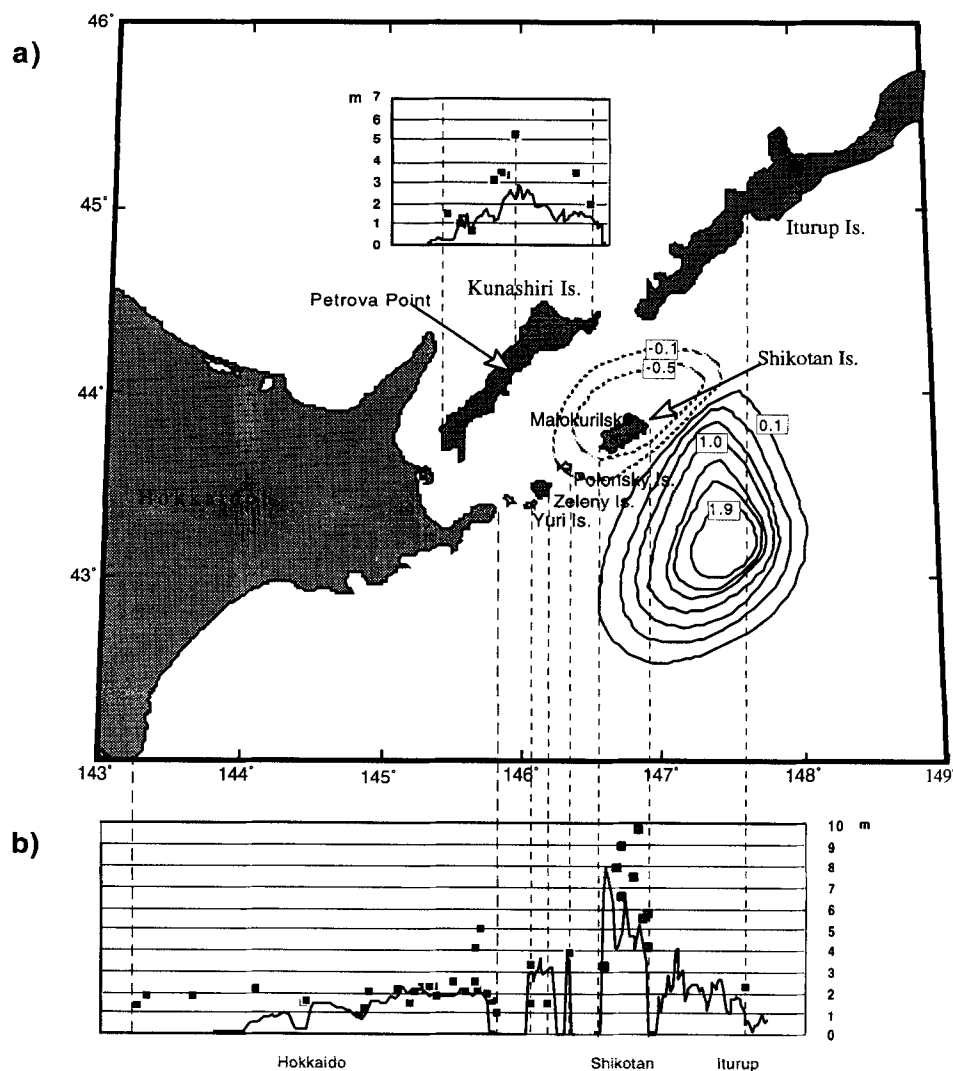 a)
46°
m 7
6
5
4
3
2
1
0
45°
Iturup Is.
Petrova Point
Kunashiri Is.
-0.1
-0.5
Shikotan Is.
44°
Malokurilsk
0.1
1.0
Polonsky Is.
Hokkaido Is.
Zeleny Is.
Yuri Is.
1.9
43°
143° 144° 145° 146° 147° 148° 149°
b)
10 m
9
8
7
6
5
4
3
2
1
0
Hokkaido Shikotan Iturup